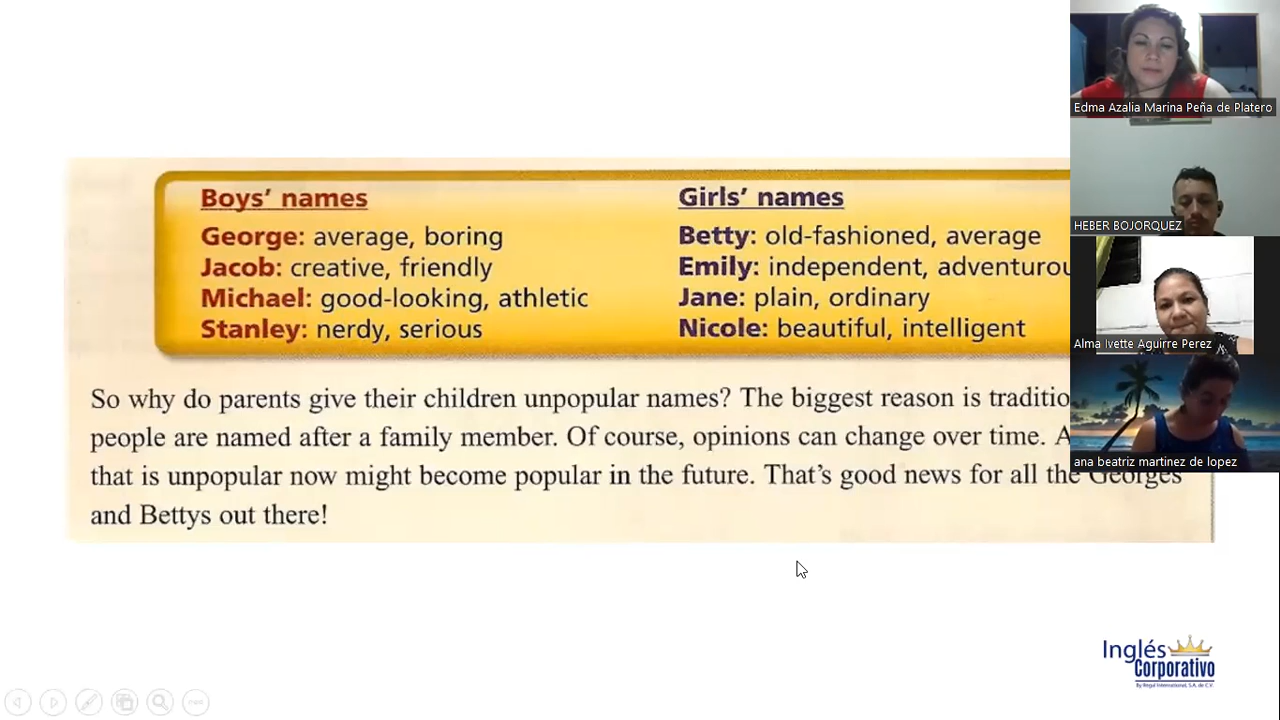 Boys' names
George: average, boring
Jacob: creative, friendly
Michael: good-looking, athletic
Stanley: nerdy, serious
Girls' names
Betty: old-fashioned, average
Emily: independent, adventurou
Jane: plain, ordinary
Nicole: beautiful, intelligent
So why do parents give their children unpopular names? The biggest reason is traditio
people are named after a family member. Of course, opinions can change over time. A
that is unpopular now might become popular in the future. That's good news for all the Georges
and Bettys out there!
Edma Azalia Marina Peña de Platero
HEBER BOJORQUEZ
Alma Ivette Aguirre Perez
ana beatriz martinez de lopez
Inglés
Corporativo
By Regal International, S.A. de C.V.